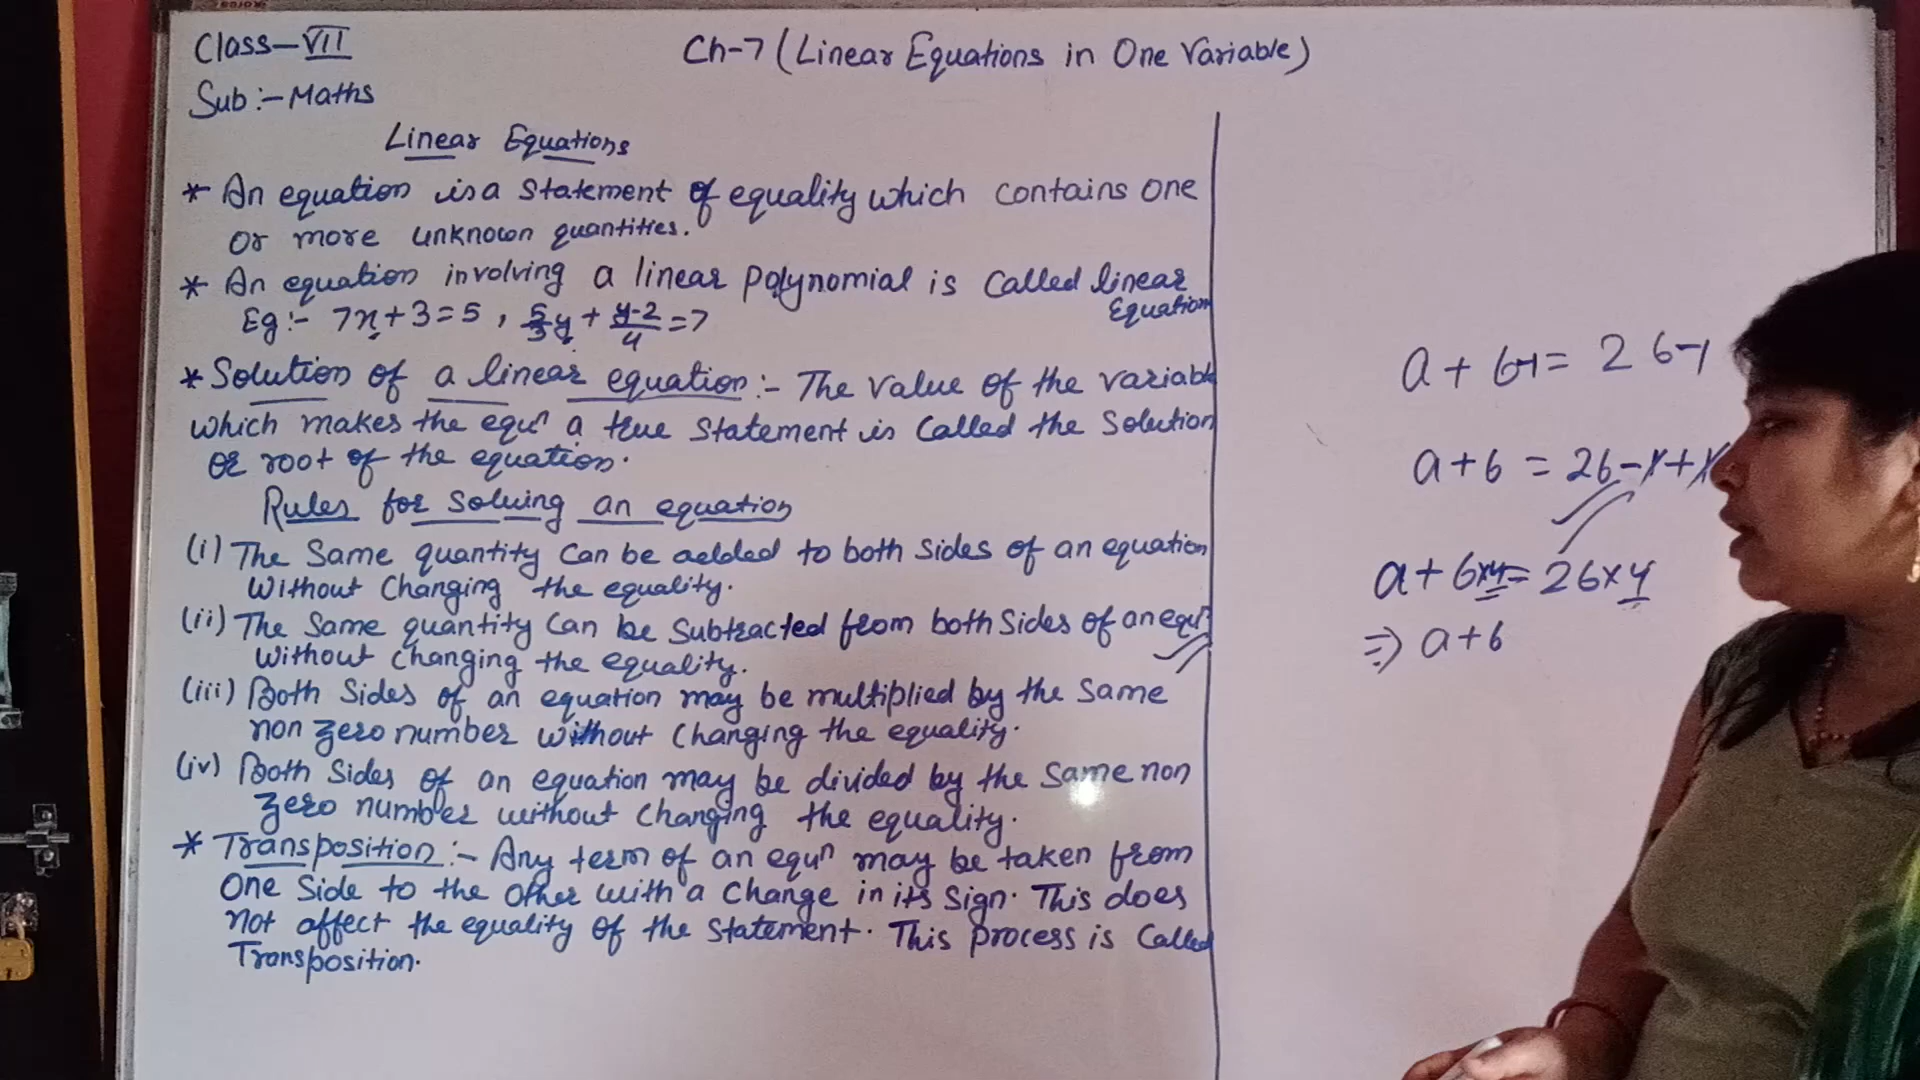 Class-VII
Ch-7 (Linear Equations in One Variable)
Sub :- Maths
Linear Equations
* An equation is a statement of equality which contains one
or more unknown quantities.
* An equation involving a linear polynomial is called linear
Equation
Eg :- 7x + 3 = 5 , 5/3 y + y-2/4 = 7
* Solution of a linear equation :- The value of the variable
which makes the equn a true statement is called the solution
or root of the equation.
Rules for solving an equation
(i) The same quantity can be added to both sides of an equation
without changing the equality.
(ii) The same quantity can be subtracted from both sides of an equn
without changing the equality.
(iii) Both sides of an equation may be multiplied by the same
non zero number without changing the equality.
(iv) Both sides of an equation may be divided by the same non
zero number without changing the equality.
* Transposition :- Any term of an equn may be taken from
one side to the other with a change in its sign. This does
not affect the equality of the statement. This process is called
Transposition.
a + 6-1 = 26-1
a + 6 = 26-1+1
a + 6×4 = 26×4
⇒ a + 6